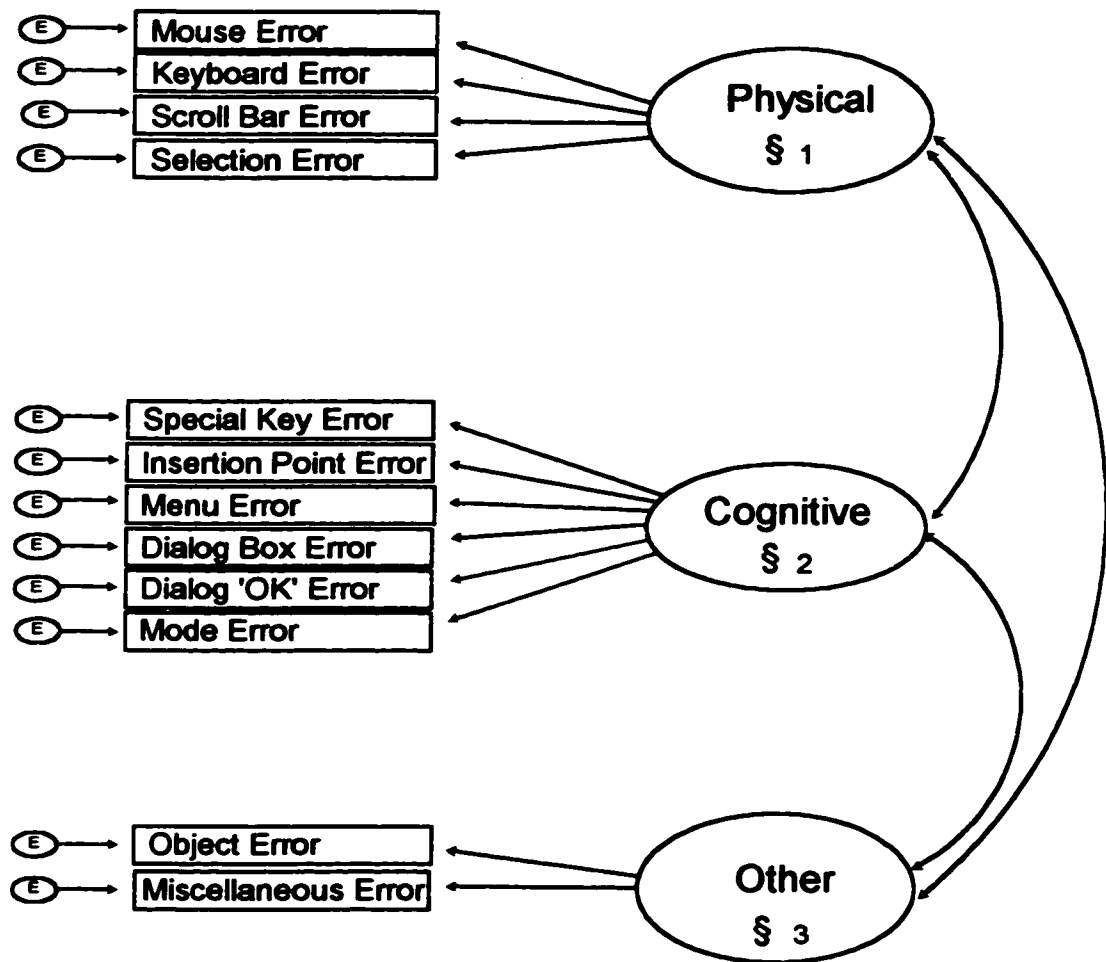 E Mouse Error
E Keyboard Error
E Scroll Bar Error
E Selection Error
Physical
§ 1
E Special Key Error
E Insertion Point Error
E Menu Error
E Dialog Box Error
E Dialog 'OK' Error
E Mode Error
Cognitive
§ 2
E Object Error
E Miscellaneous Error
Other
§ 3